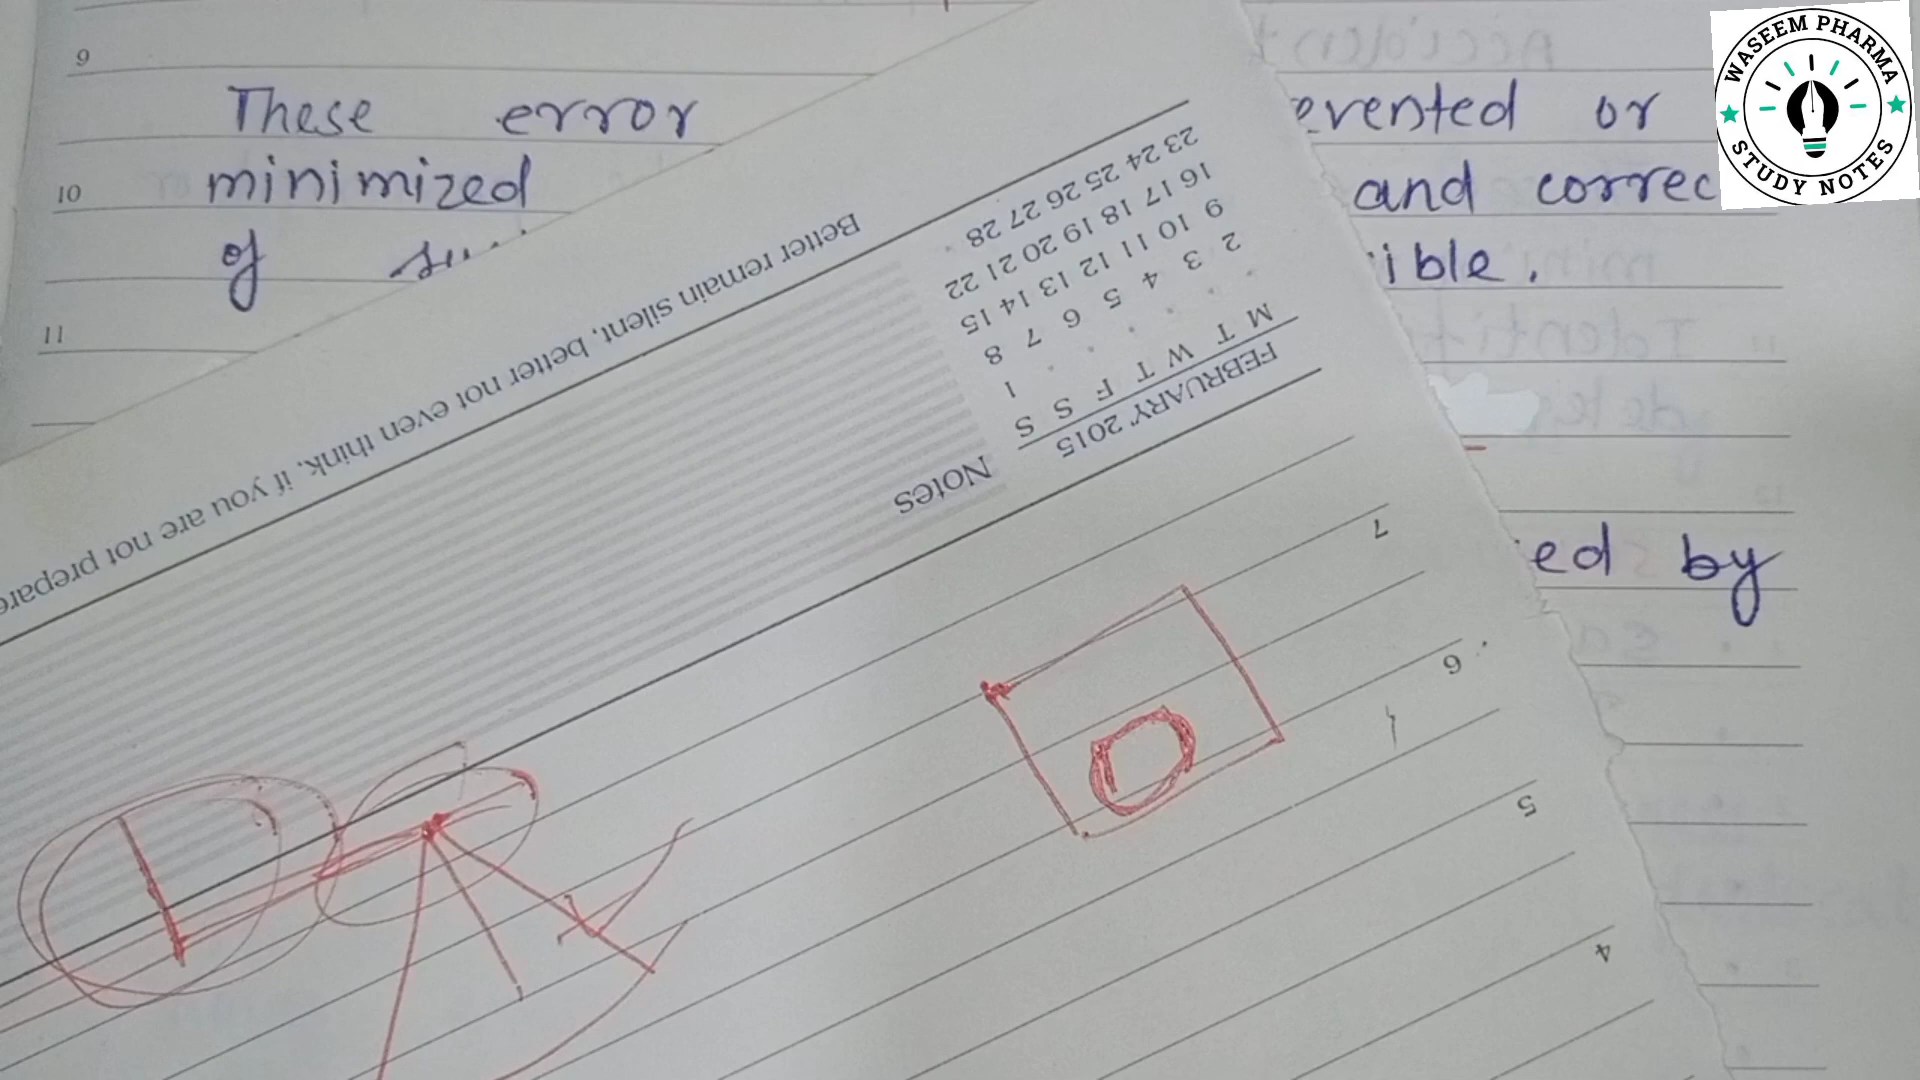 9
These error evented or
10
minimized and correc
of ible.
11
ed by
WASEEM PHARMA
STUDY NOTES
7
6
5
4
Notes
FEBRUARY' 2015
M T W T F S S
1
2 3 4 5 6 7 8
9 10 11 12 13 14 15
16 17 18 19 20 21 22
23 24 25 26 27 28
Better remain silent, better not even think, if you are not prepare